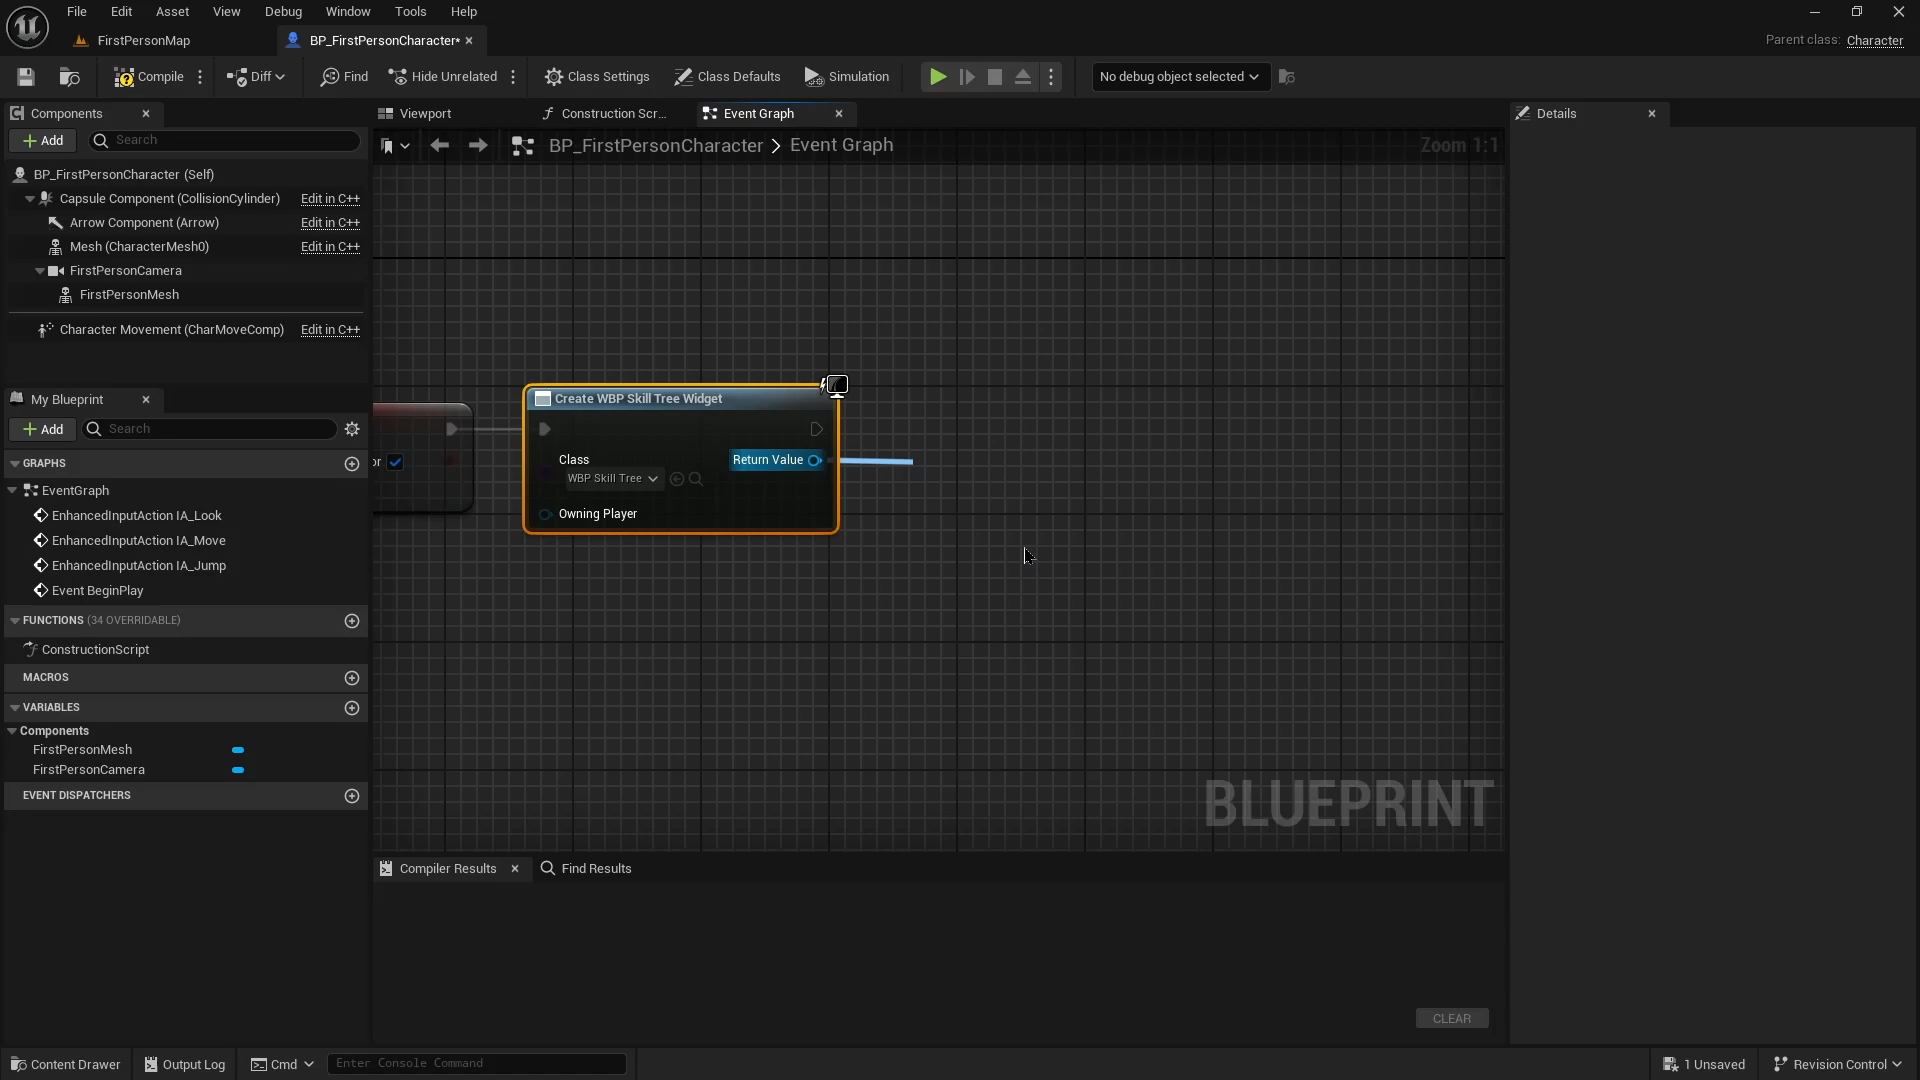 File Edit Asset View Debug Window Tools Help
FirstPersonMap
BP_FirstPersonCharacter*
Parent class: Character
Compile
Diff
Find
Hide Unrelated
Class Settings
Class Defaults
Simulation
No debug object selected
Components
Add
Search
BP_FirstPersonCharacter (Self)
Capsule Component (CollisionCylinder) Edit in C++
Arrow Component (Arrow) Edit in C++
Mesh (CharacterMesh0) Edit in C++
FirstPersonCamera
FirstPersonMesh
Character Movement (CharMoveComp) Edit in C++
My Blueprint
Add
Search
GRAPHS
EventGraph
EnhancedInputAction IA_Look
EnhancedInputAction IA_Move
EnhancedInputAction IA_Jump
Event BeginPlay
FUNCTIONS (34 OVERRIDABLE)
ConstructionScript
MACROS
VARIABLES
Components
FirstPersonMesh
FirstPersonCamera
EVENT DISPATCHERS
Viewport
Construction Scr...
Event Graph
BP_FirstPersonCharacter > Event Graph
Zoom 1:1
or
Create WBP Skill Tree Widget
Class
WBP Skill Tree
Return Value
Owning Player
BLUEPRINT
Compiler Results
Find Results
CLEAR
Details
Content Drawer
Output Log
Cmd
Enter Console Command
1 Unsaved
Revision Control